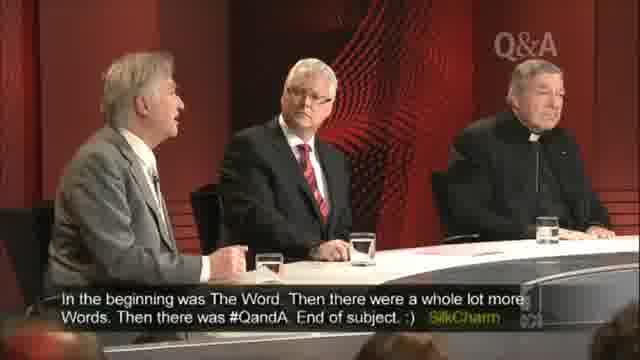 Q&A
In the beginning was The Word. Then there were a whole lot more
Words. Then there was #QandA. End of subject. :) SilkCharm